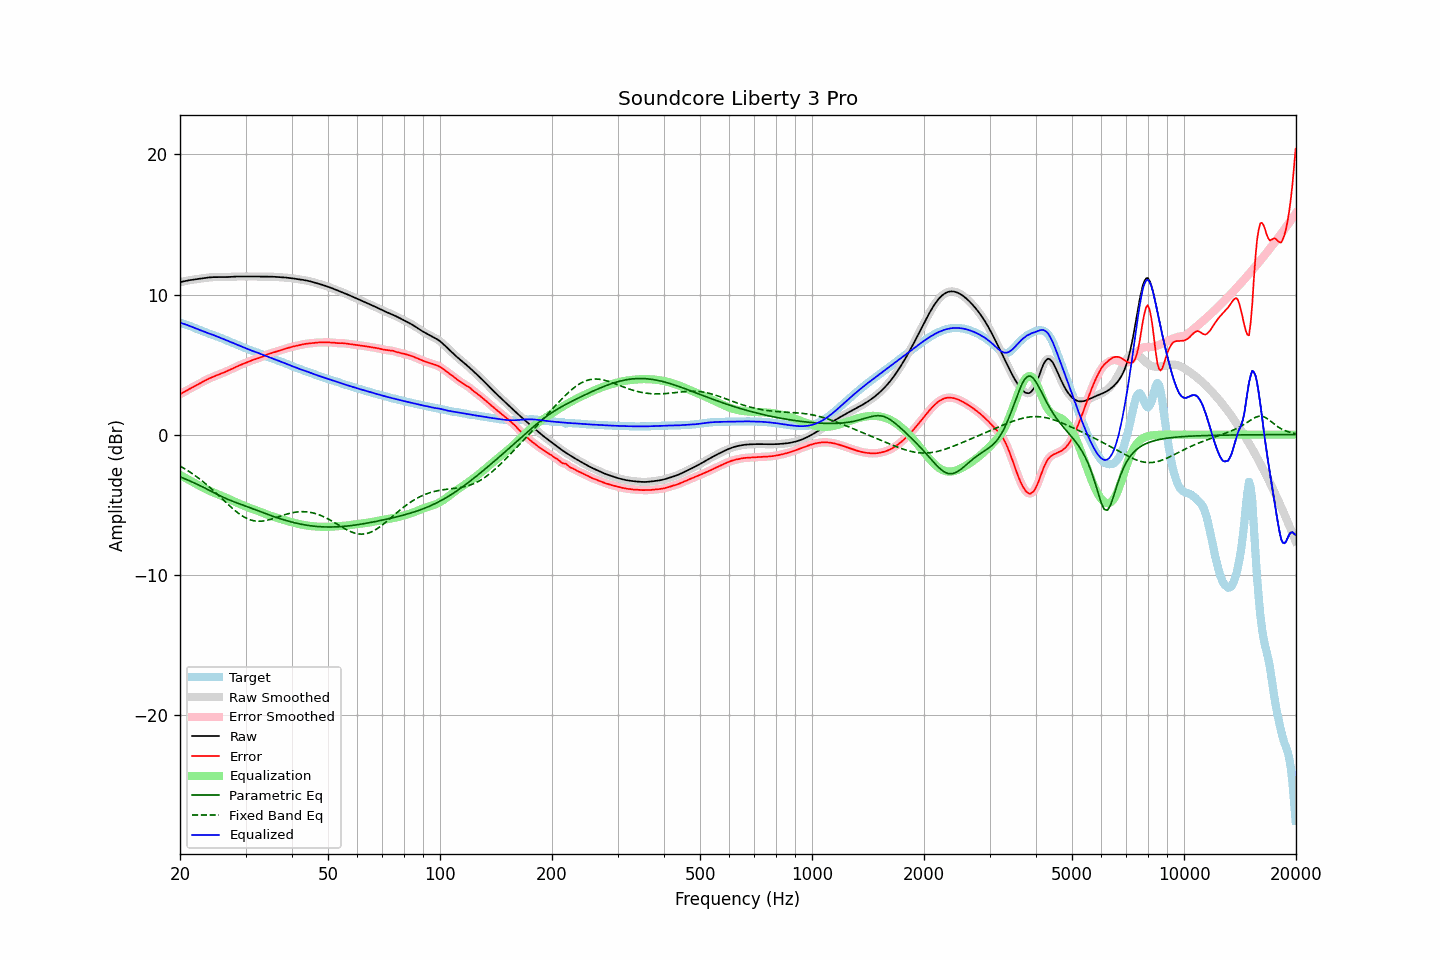 Soundcore Liberty 3 Pro
Amplitude (dBr)
20
10
0
−10
−20
Target
Raw Smoothed
Error Smoothed
Raw
Error
Equalization
Parametric Eq
Fixed Band Eq
Equalized
20 50 100 200 500 1000 2000 5000 10000 20000
Frequency (Hz)